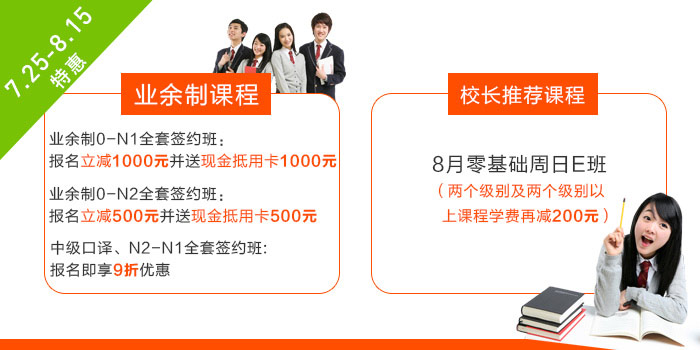 7.25-8.15
特惠
业余制课程
业余制0-N1全套签约班：
报名立减1000元并送现金抵用卡1000元
业余制0-N2全套签约班：
报名立减500元并送现金抵用卡500元
中级口译、N2-N1全套签约班:
报名即享9折优惠
校长推荐课程
8月零基础周日E班
（两个级别及两个级别以
上课程学费再减200元）